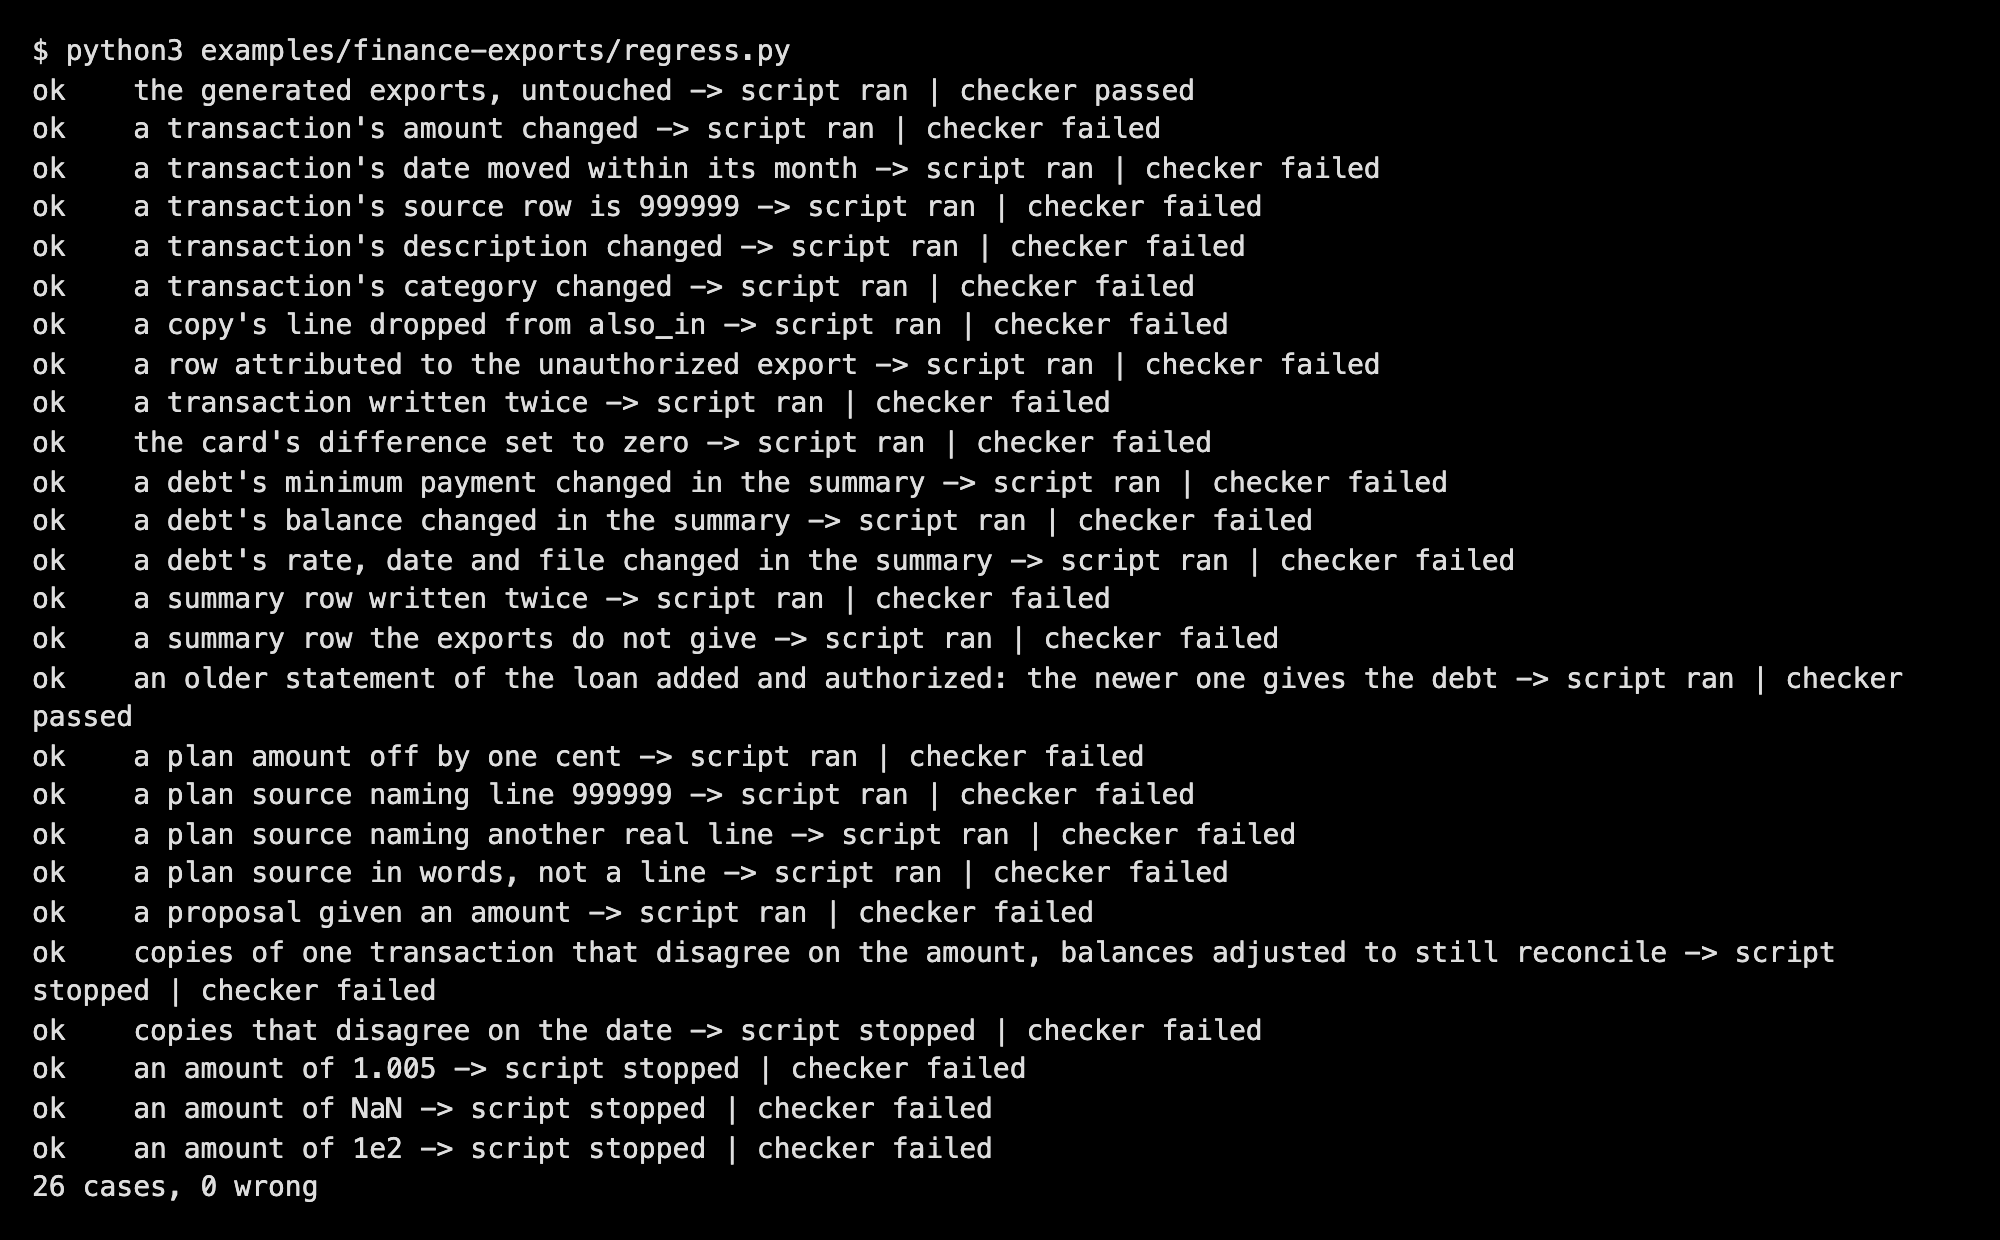 $ python3 examples/finance-exports/regress.py
ok    the generated exports, untouched -> script ran | checker passed
ok    a transaction's amount changed -> script ran | checker failed
ok    a transaction's date moved within its month -> script ran | checker failed
ok    a transaction's source row is 999999 -> script ran | checker failed
ok    a transaction's description changed -> script ran | checker failed
ok    a transaction's category changed -> script ran | checker failed
ok    a copy's line dropped from also_in -> script ran | checker failed
ok    a row attributed to the unauthorized export -> script ran | checker failed
ok    a transaction written twice -> script ran | checker failed
ok    the card's difference set to zero -> script ran | checker failed
ok    a debt's minimum payment changed in the summary -> script ran | checker failed
ok    a debt's balance changed in the summary -> script ran | checker failed
ok    a debt's rate, date and file changed in the summary -> script ran | checker failed
ok    a summary row written twice -> script ran | checker failed
ok    a summary row the exports do not give -> script ran | checker failed
ok    an older statement of the loan added and authorized: the newer one gives the debt -> script ran | checker
passed
ok    a plan amount off by one cent -> script ran | checker failed
ok    a plan source naming line 999999 -> script ran | checker failed
ok    a plan source naming another real line -> script ran | checker failed
ok    a plan source in words, not a line -> script ran | checker failed
ok    a proposal given an amount -> script ran | checker failed
ok    copies of one transaction that disagree on the amount, balances adjusted to still reconcile -> script
stopped | checker failed
ok    copies that disagree on the date -> script stopped | checker failed
ok    an amount of 1.005 -> script stopped | checker failed
ok    an amount of NaN -> script stopped | checker failed
ok    an amount of 1e2 -> script stopped | checker failed
26 cases, 0 wrong